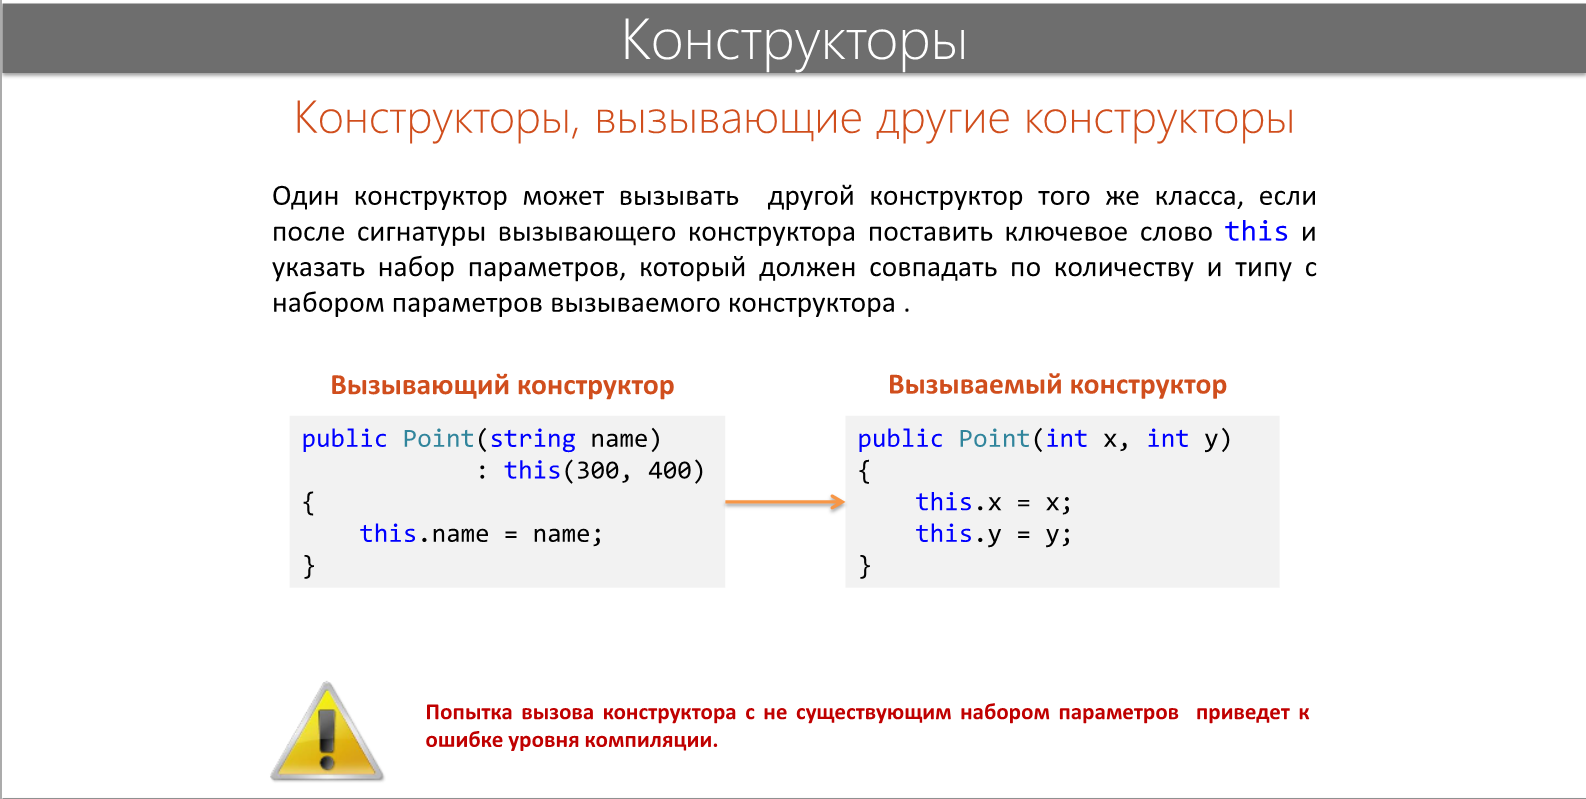 Конструкторы
Конструкторы, вызывающие другие конструкторы
Один конструктор может вызывать другой конструктор того же класса, если
после сигнатуры вызывающего конструктора поставить ключевое слово this и
указать набор параметров, который должен совпадать по количеству и типу с
набором параметров вызываемого конструктора .
Вызывающий конструктор
public Point(string name)
: this(300, 400)
{
this.name = name;
}
Вызываемый конструктор
public Point(int x, int y)
{
this.x = x;
this.y = y;
}
Попытка вызова конструктора с не существующим набором параметров приведет к
ошибке уровня компиляции.